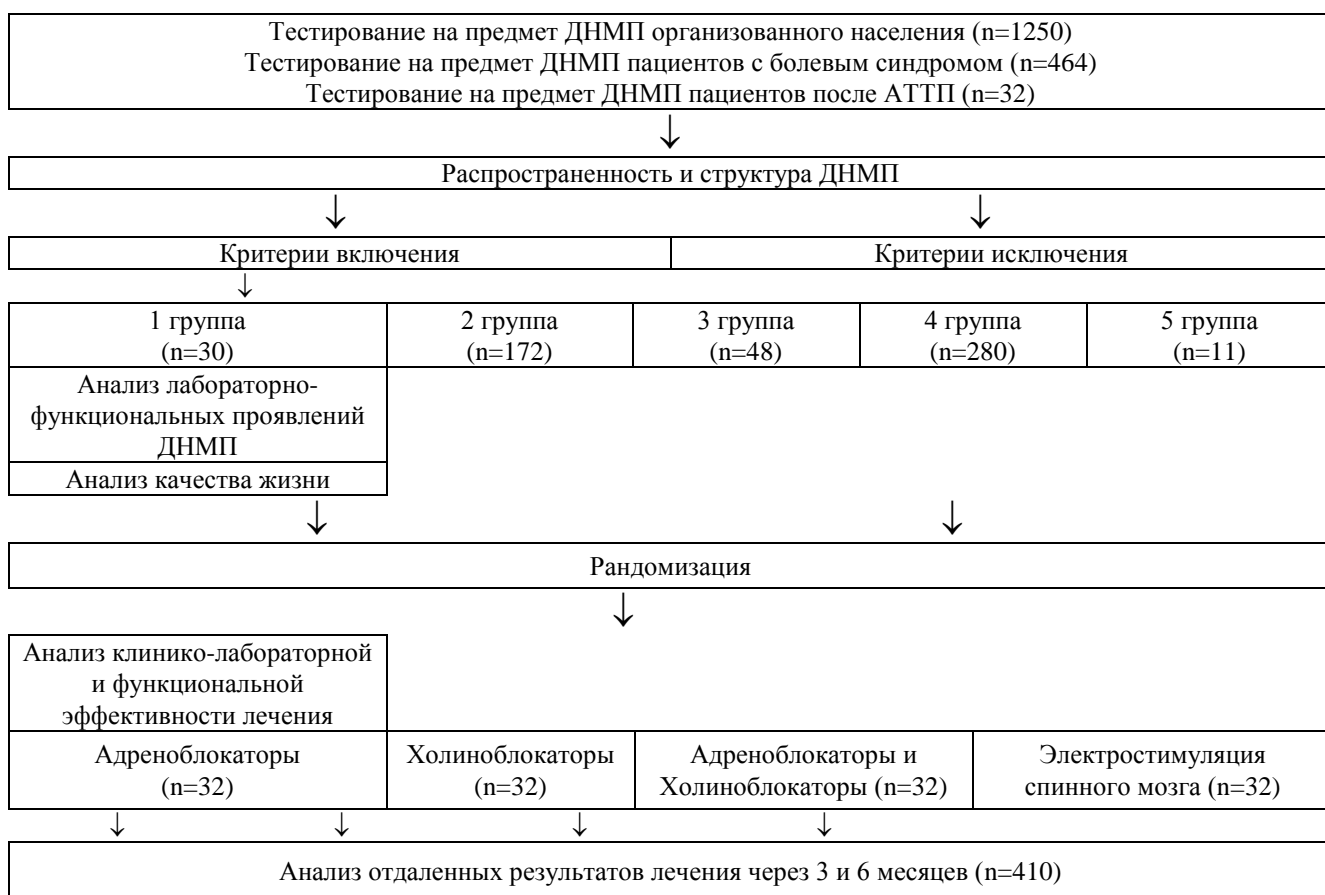 Тестирование на предмет ДНМП организованного населения (n=1250)
Тестирование на предмет ДНМП пациентов с болевым синдромом (n=464)
Тестирование на предмет ДНМП пациентов после АТТП (n=32)
↓
Распространенность и структура ДНМП
↓ ↓
Критерии включения Критерии исключения
↓
1 группа 2 группа 3 группа 4 группа 5 группа
(n=30) (n=172) (n=48) (n=280) (n=11)
Анализ лабораторно-
функциональных проявлений
ДНМП
Анализ качества жизни
↓ ↓
Рандомизация
↓
Анализ клинико-лабораторной
и функциональной
эффективности лечения
Адреноблокаторы Холиноблокаторы Адреноблокаторы и Электростимуляция
(n=32) (n=32) Холиноблокаторы (n=32) спинного мозга (n=32)
↓ ↓ ↓ ↓
Анализ отдаленных результатов лечения через 3 и 6 месяцев (n=410)